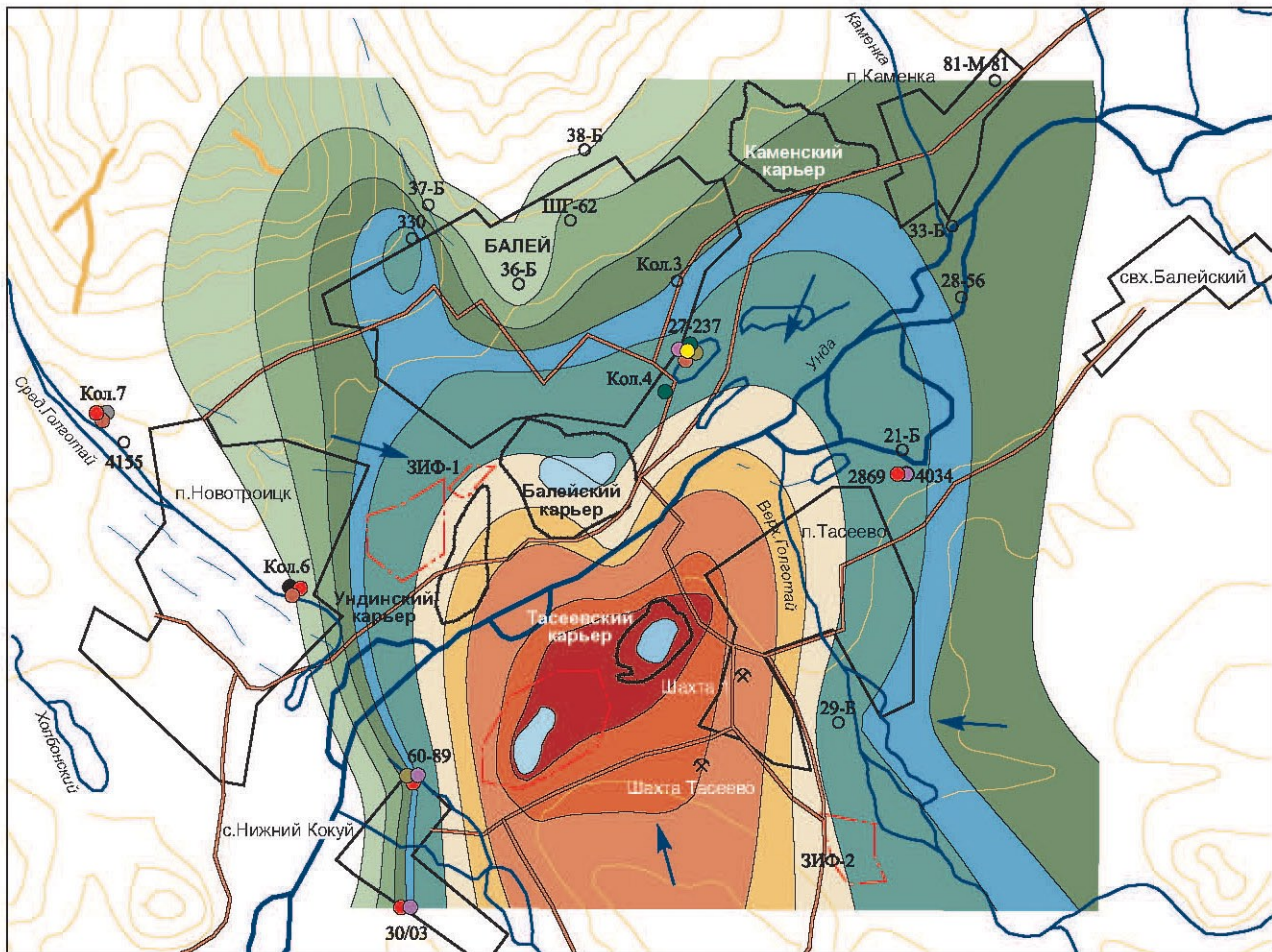 Каменка
81-М-81
п.Каменка
38-Б
Каменский
карьер
37-Б
330
ШГ-62
БАЛЕЙ
36-Б
Кол.3
33-Б
28-56
свх.Балейский
27-237
Унда
Кол.4
Кол.7
Сред.Голготай
4155
21-Б
2869
4034
ЗИФ-1
п.Новотроицк
Балейский
карьер
Верх.Голготай
п.Тасеево
Кол.6
Ундинский
карьер
Тасеевский
карьер
Шахта
29-Б
Холбонский
60-89
Шахта Тасеево
с.Нижний Кокуй
ЗИФ-2
30/03